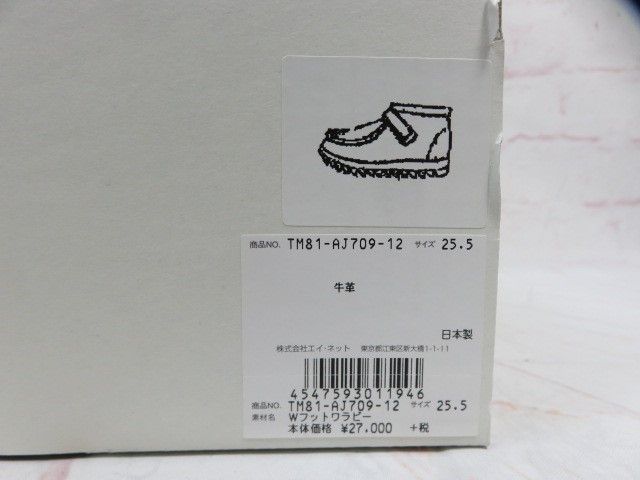 商品NO. TM81-AJ709-12 サイズ 25.5
牛革
日本製
株式会社エイ・ネット 東京都江東区新大橋1-1-11
4547593011946
商品NO. TM81-AJ709-12 サイズ 25.5
素材名 Wフットワラビー
本体価格 ¥27,000 +税